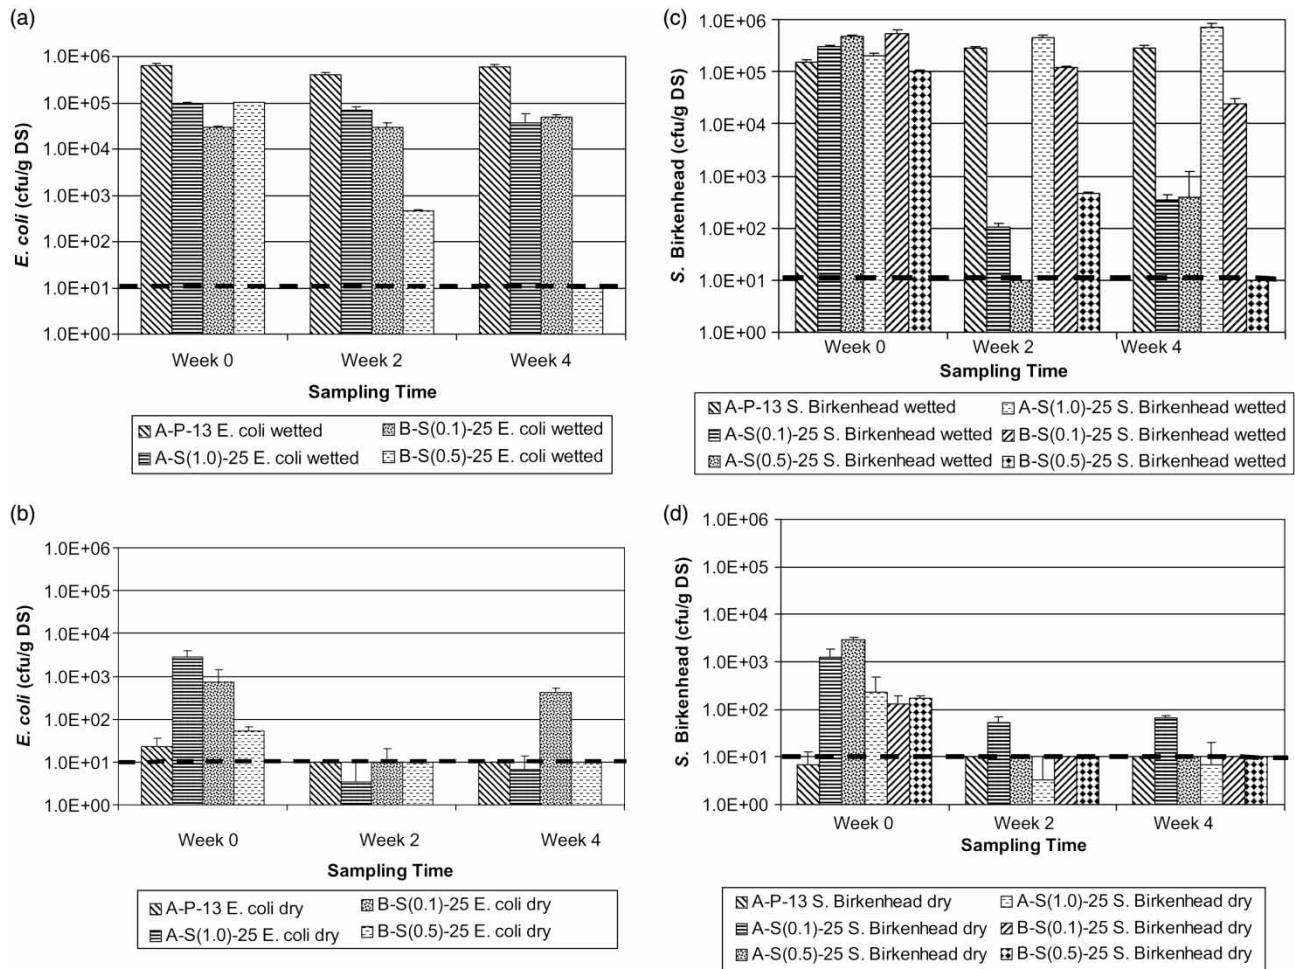 (a)
E. coli (cfu/g DS)
1.0E+06
1.0E+05
1.0E+04
1.0E+03
1.0E+02
1.0E+01
1.0E+00
Week 0 Week 2 Week 4
Sampling Time
A-P-13 E. coli wetted B-S(0.1)-25 E. coli wetted
A-S(1.0)-25 E. coli wetted B-S(0.5)-25 E. coli wetted
(c)
S. Birkenhead (cfu/g DS)
1.0E+06
1.0E+05
1.0E+04
1.0E+03
1.0E+02
1.0E+01
1.0E+00
Week 0 Week 2 Week 4
Sampling Time
A-P-13 S. Birkenhead wetted A-S(1.0)-25 S. Birkenhead wetted
A-S(0.1)-25 S. Birkenhead wetted B-S(0.1)-25 S. Birkenhead wetted
A-S(0.5)-25 S. Birkenhead wetted B-S(0.5)-25 S. Birkenhead wetted
(b)
E. coli (cfu/g DS)
1.0E+06
1.0E+05
1.0E+04
1.0E+03
1.0E+02
1.0E+01
1.0E+00
Week 0 Week 2 Week 4
Sampling Time
A-P-13 E. coli dry B-S(0.1)-25 E. coli dry
A-S(1.0)-25 E. coli dry B-S(0.5)-25 E. coli dry
(d)
S. Birkenhead (cfu/g DS)
1.0E+06
1.0E+05
1.0E+04
1.0E+03
1.0E+02
1.0E+01
1.0E+00
Week 0 Week 2 Week 4
Sampling Time
A-P-13 S. Birkenhead dry A-S(1.0)-25 S. Birkenhead dry
A-S(0.1)-25 S. Birkenhead dry B-S(0.1)-25 S. Birkenhead dry
A-S(0.5)-25 S. Birkenhead dry B-S(0.5)-25 S. Birkenhead dry